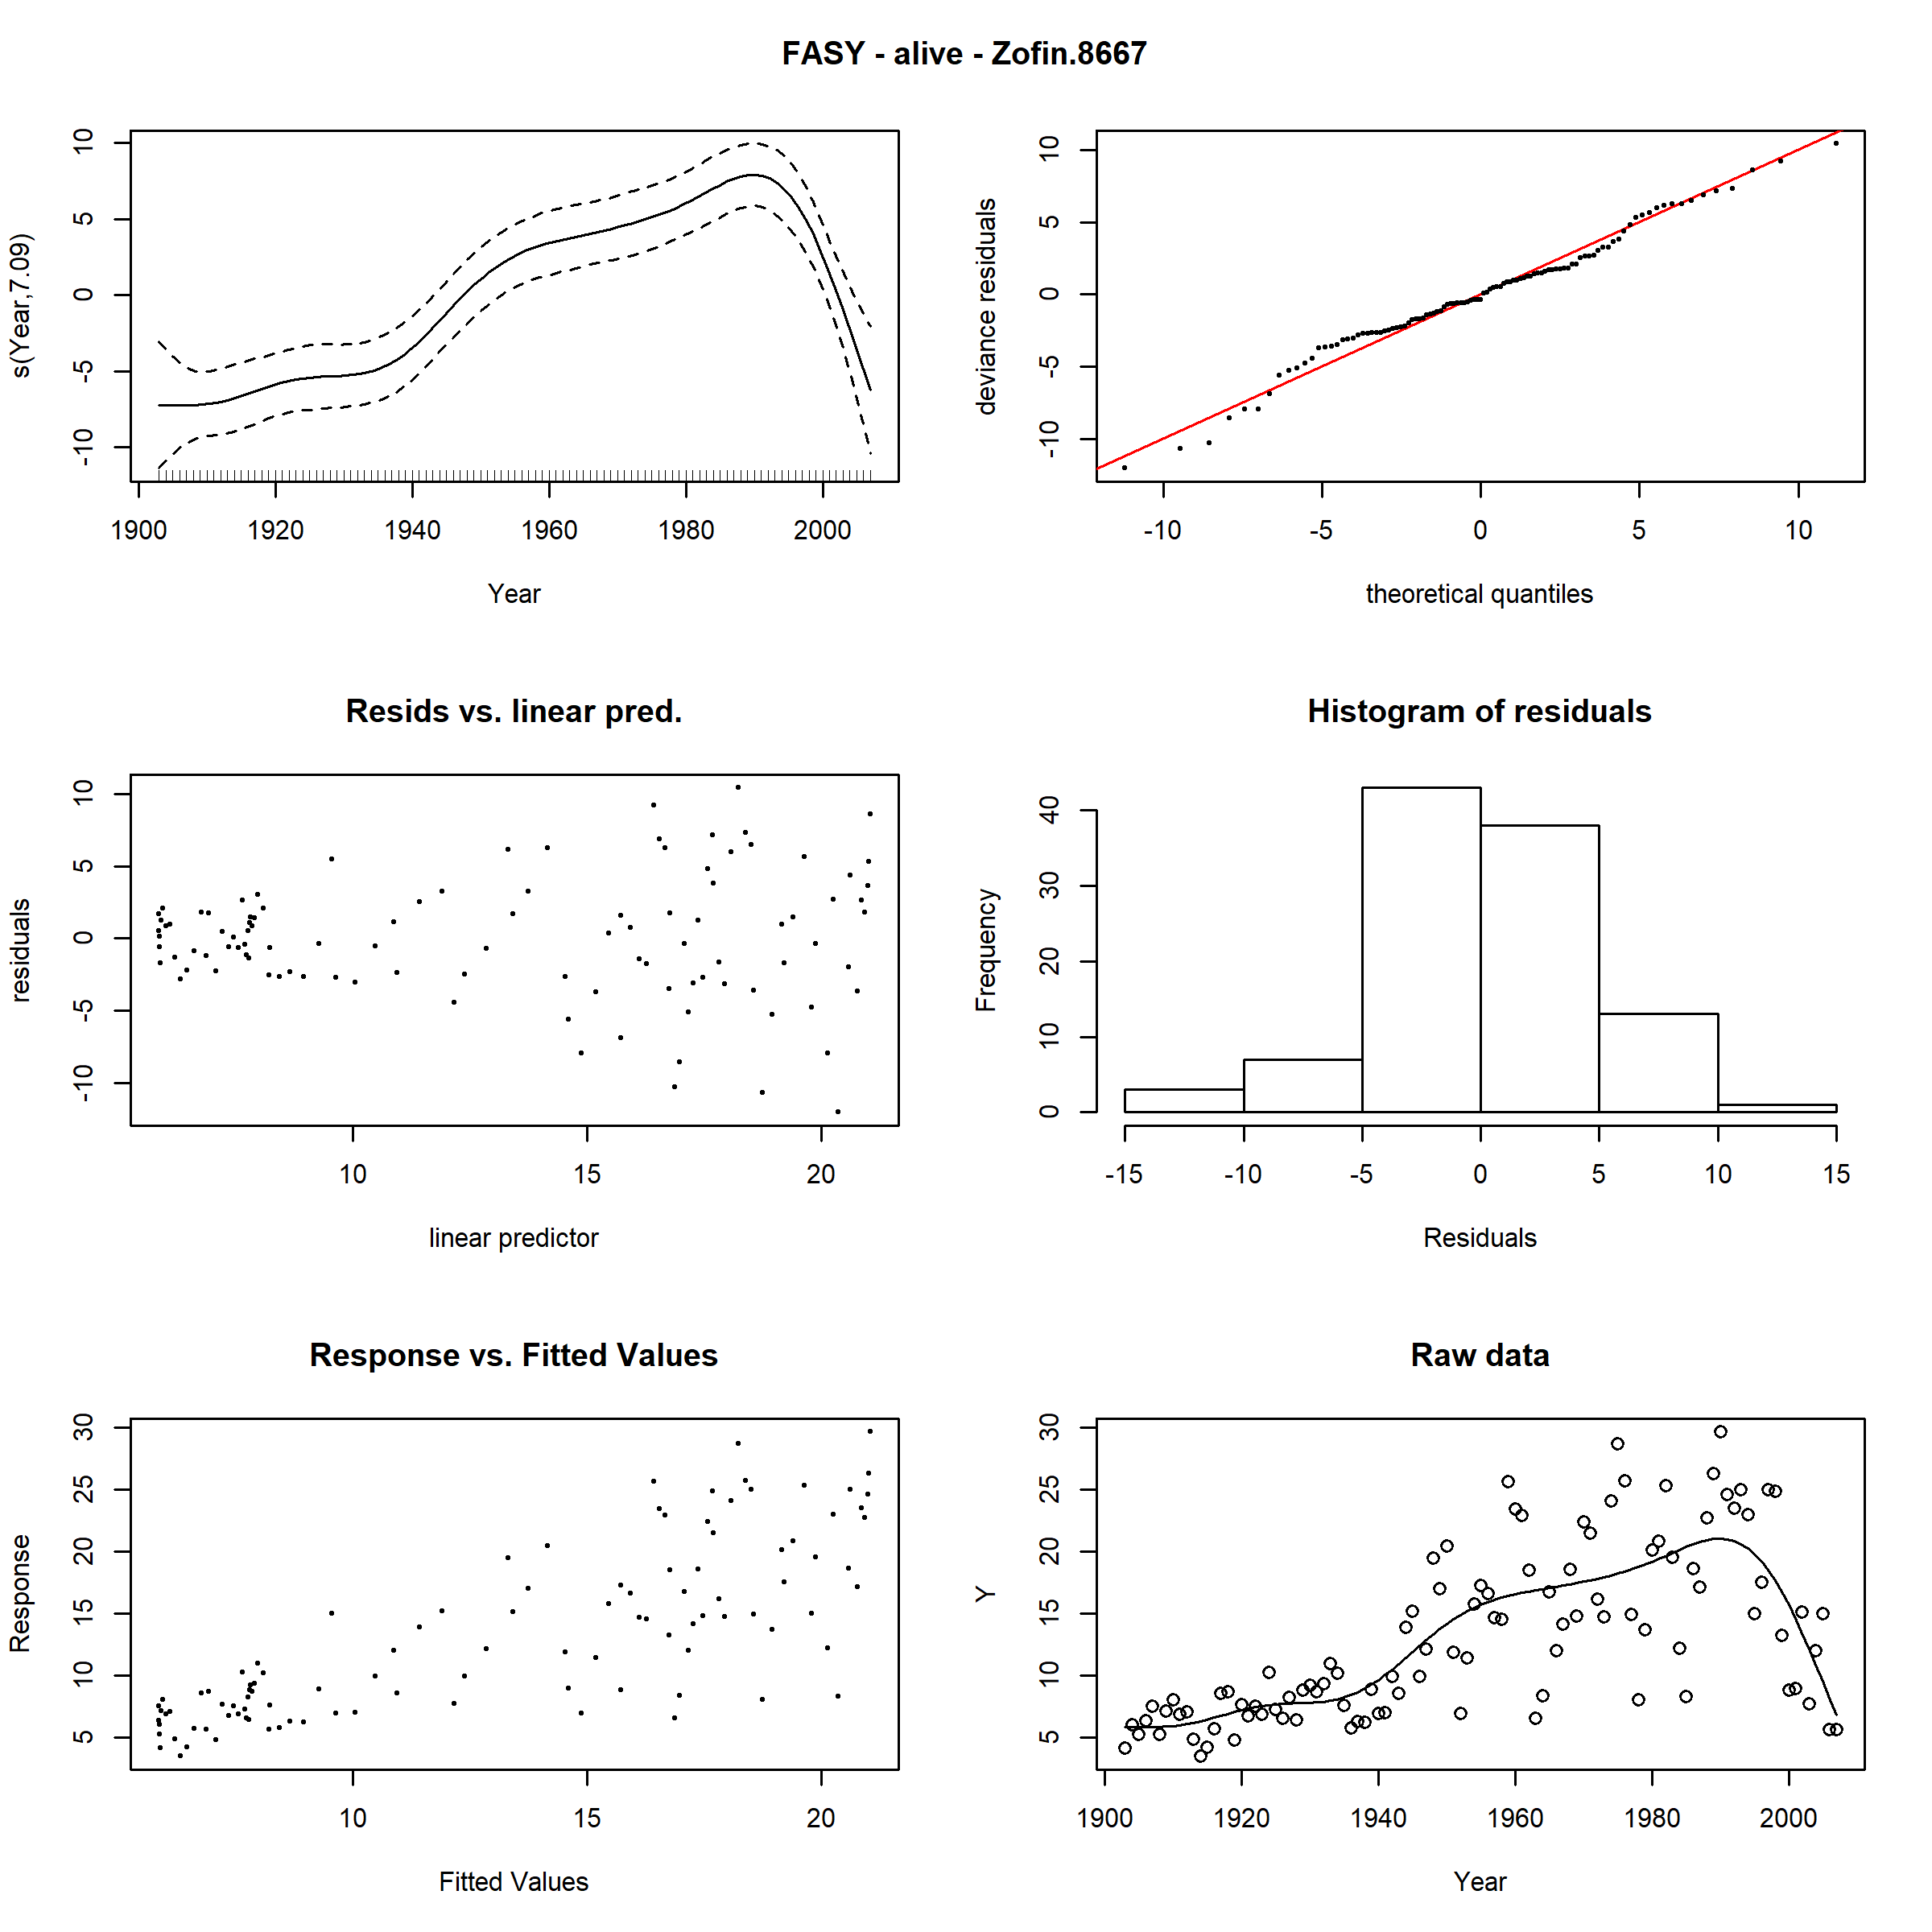 FASY - alive - Zofin.8667
s(Year,7.09)
10
5
0
-5
-10
1900 1920 1940 1960 1980 2000
Year
deviance residuals
10
5
0
-5
-10
-10 -5 0 5 10
theoretical quantiles
Resids vs. linear pred.
residuals
10
5
0
-5
-10
10 15 20
linear predictor
Histogram of residuals
Frequency
40
30
20
10
0
-15 -10 -5 0 5 10 15
Residuals
Response vs. Fitted Values
Response
30
25
20
15
10
5
10 15 20
Fitted Values
Raw data
Y
30
25
20
15
10
5
1900 1920 1940 1960 1980 2000
Year